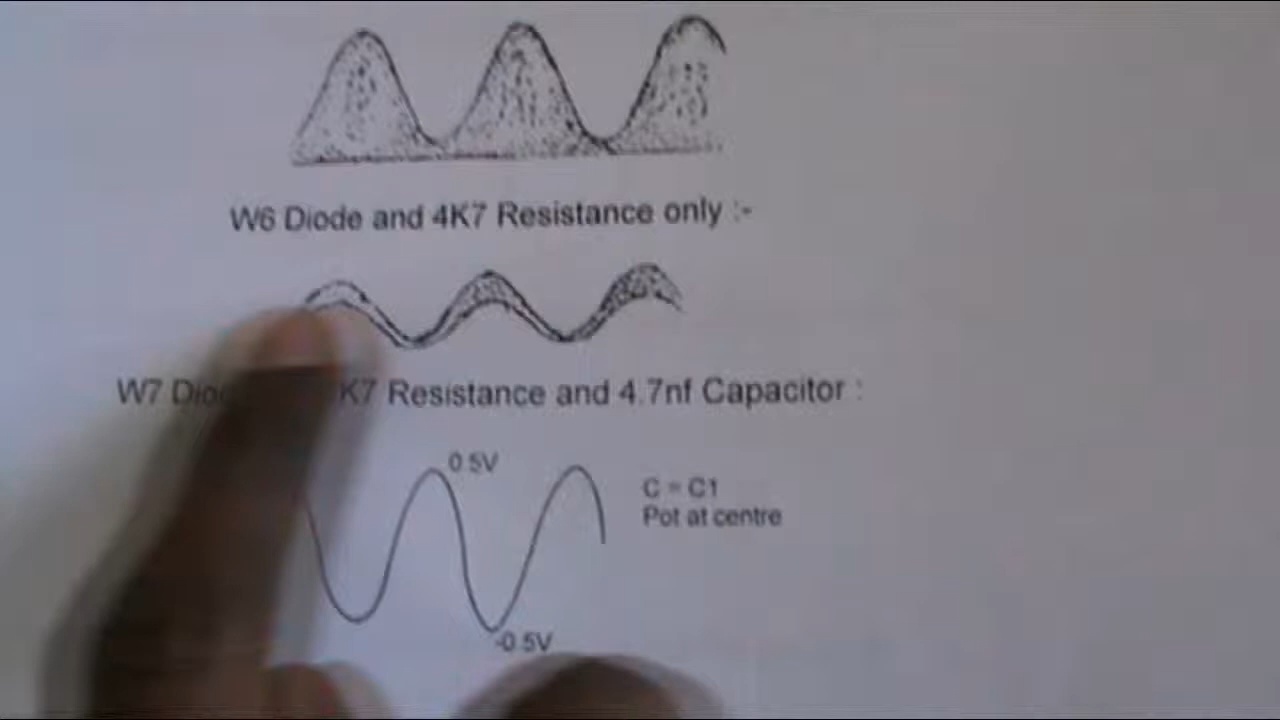 W6 Diode and 4K7 Resistance only :-
W7 K7 Resistance and 4.7nf Capacitor :
0.5V
C = C1
Pot at centre
-0.5V